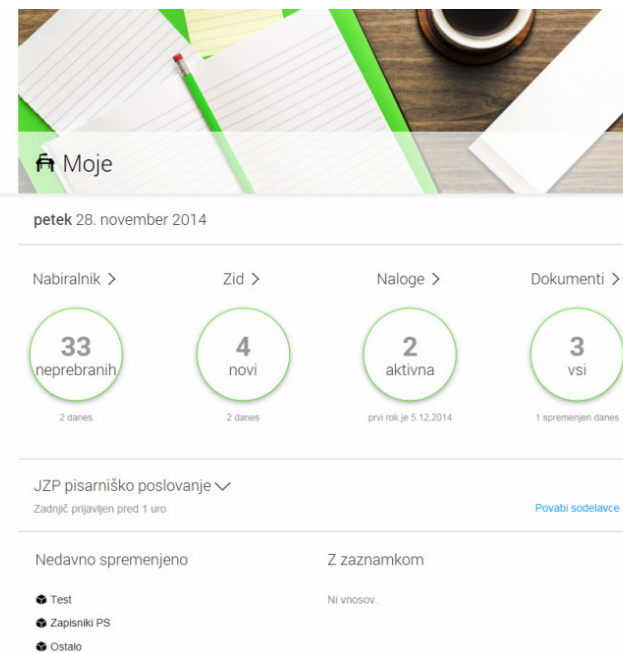 Moje
petek 28. november 2014
Nabiralnik >
Zid >
Naloge >
Dokumenti >
33
neprebranih
4
novi
2
aktivna
3
vsi
2 danes
2 danes
prvi rok je 5.12.2014
1 spremenjen danes
JZP pisarniško poslovanje
Zadnjič prijavljen pred 1 uro
Povabi sodelavce
Nedavno spremenjeno
Z zaznamkom
Test
Ni vnosov.
Zapisniki PS
Ostalo